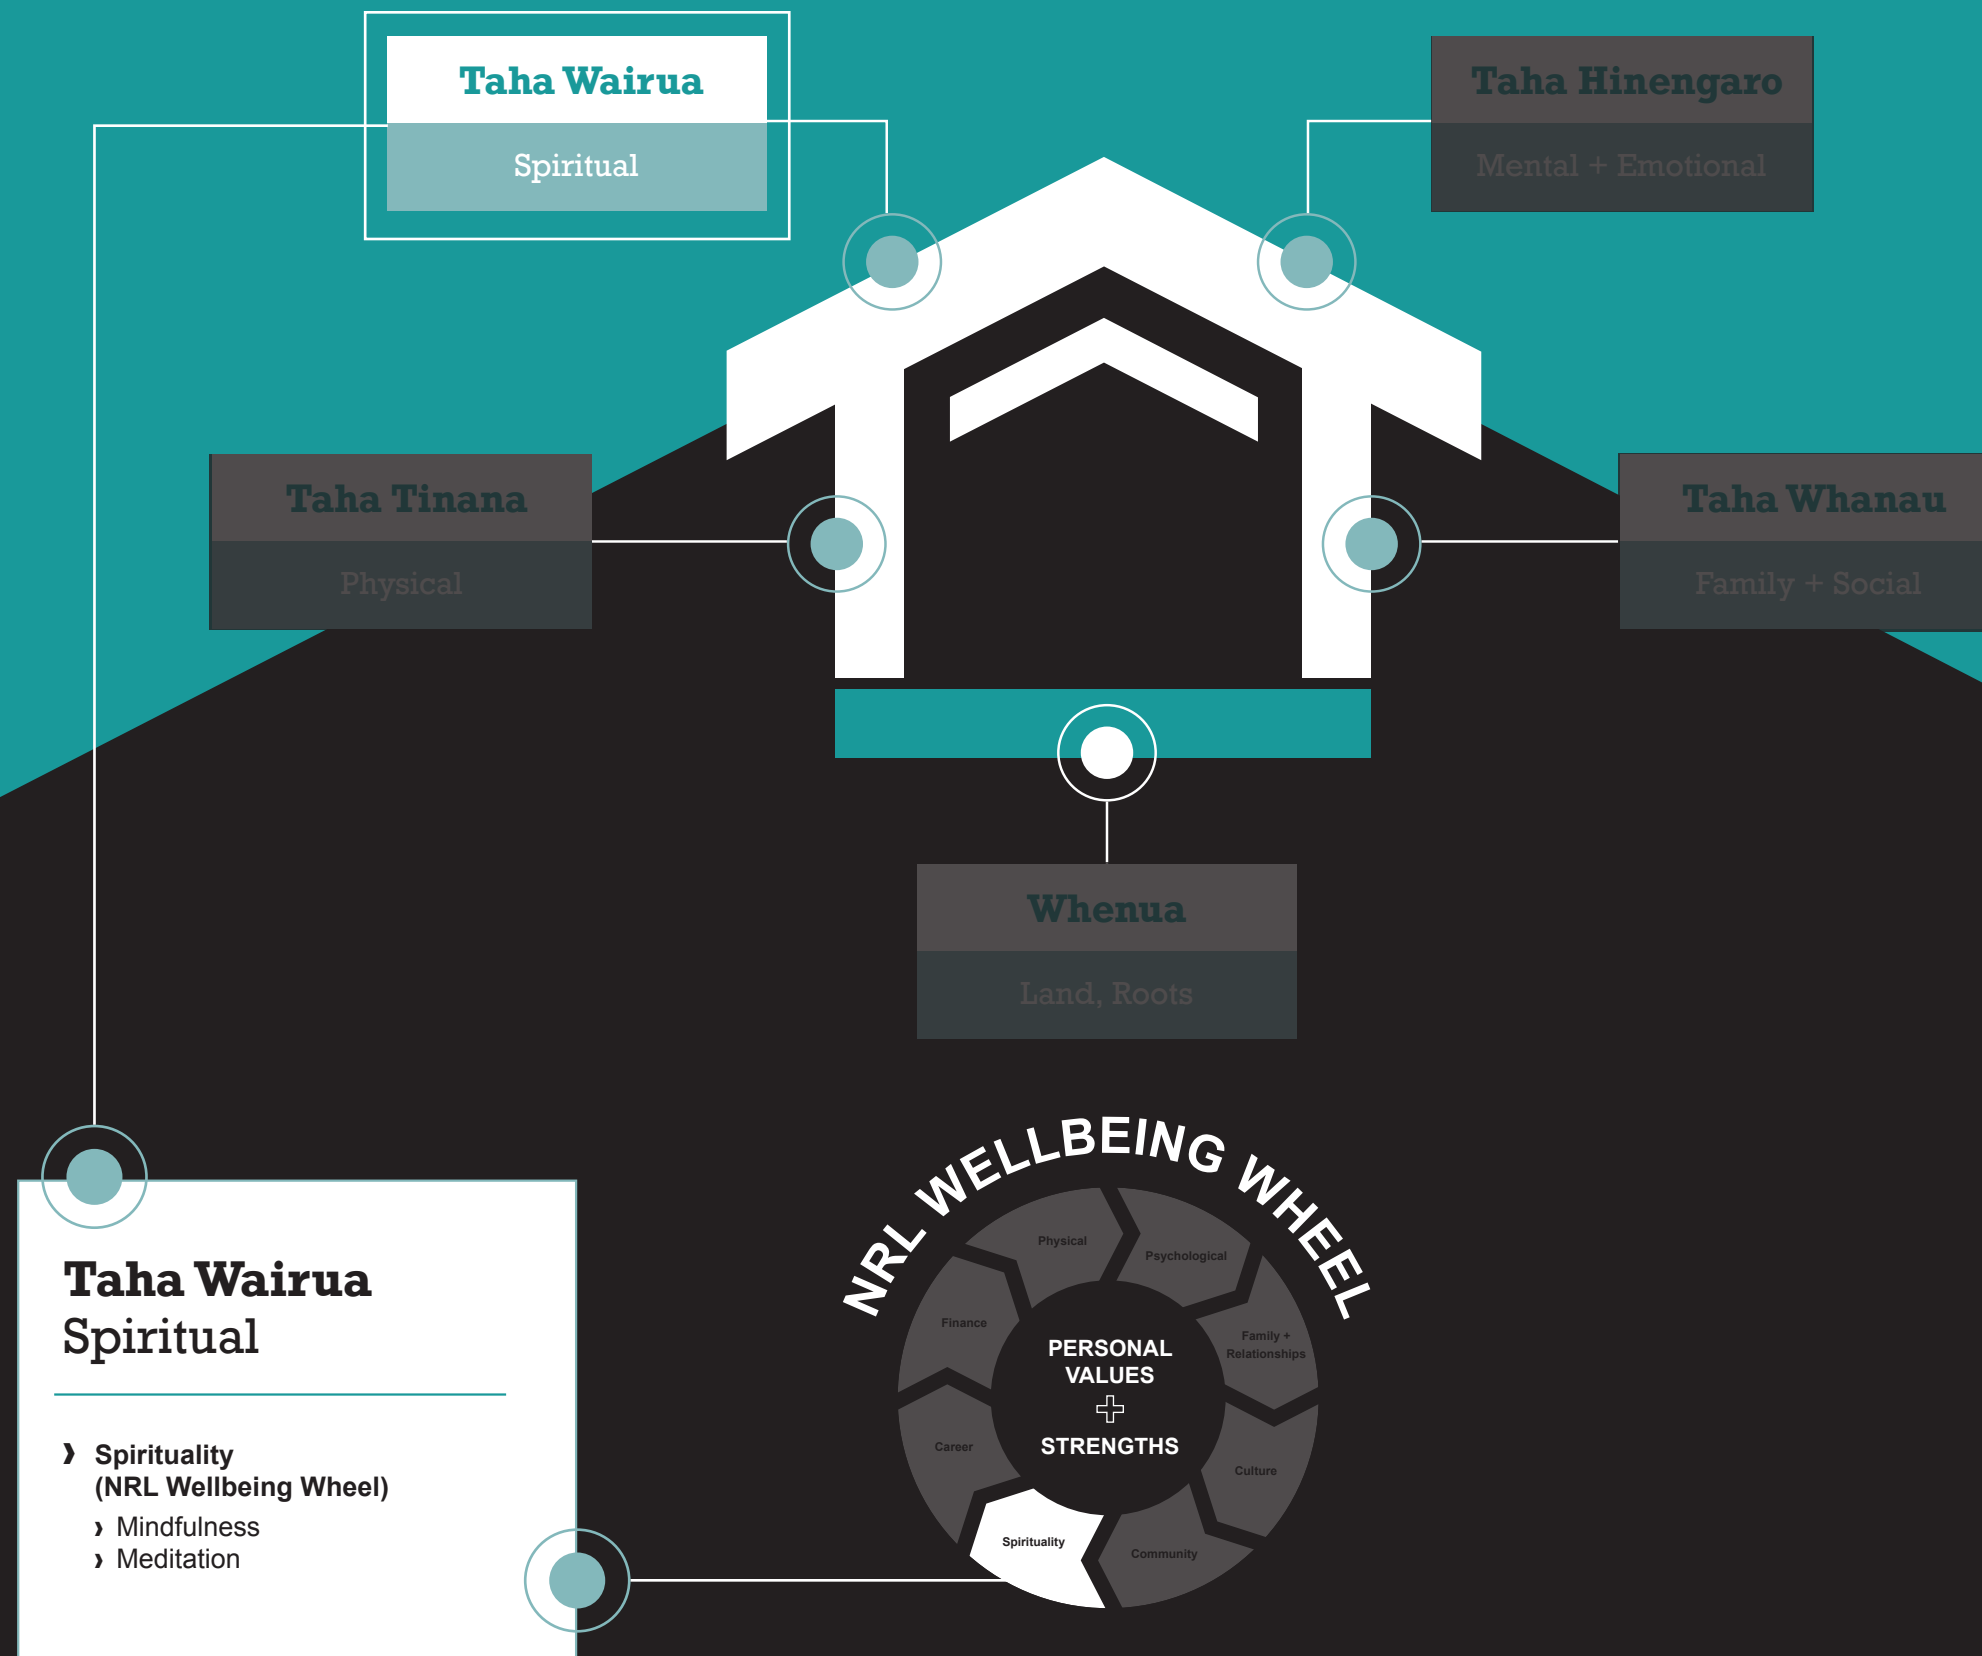 Taha Wairua
Spiritual
Taha Hinengaro
Mental + Emotional
Taha Tinana
Physical
Taha Whanau
Family + Social
Whenua
Land, Roots
Taha Wairua
Spiritual
Spirituality
(NRL Wellbeing Wheel)
Mindfulness
Meditation
NRL WELLBEING WHEEL
Physical
Psychological
Family +
Relationships
Culture
Community
Spirituality
Career
Finance
PERSONAL
VALUES
STRENGTHS